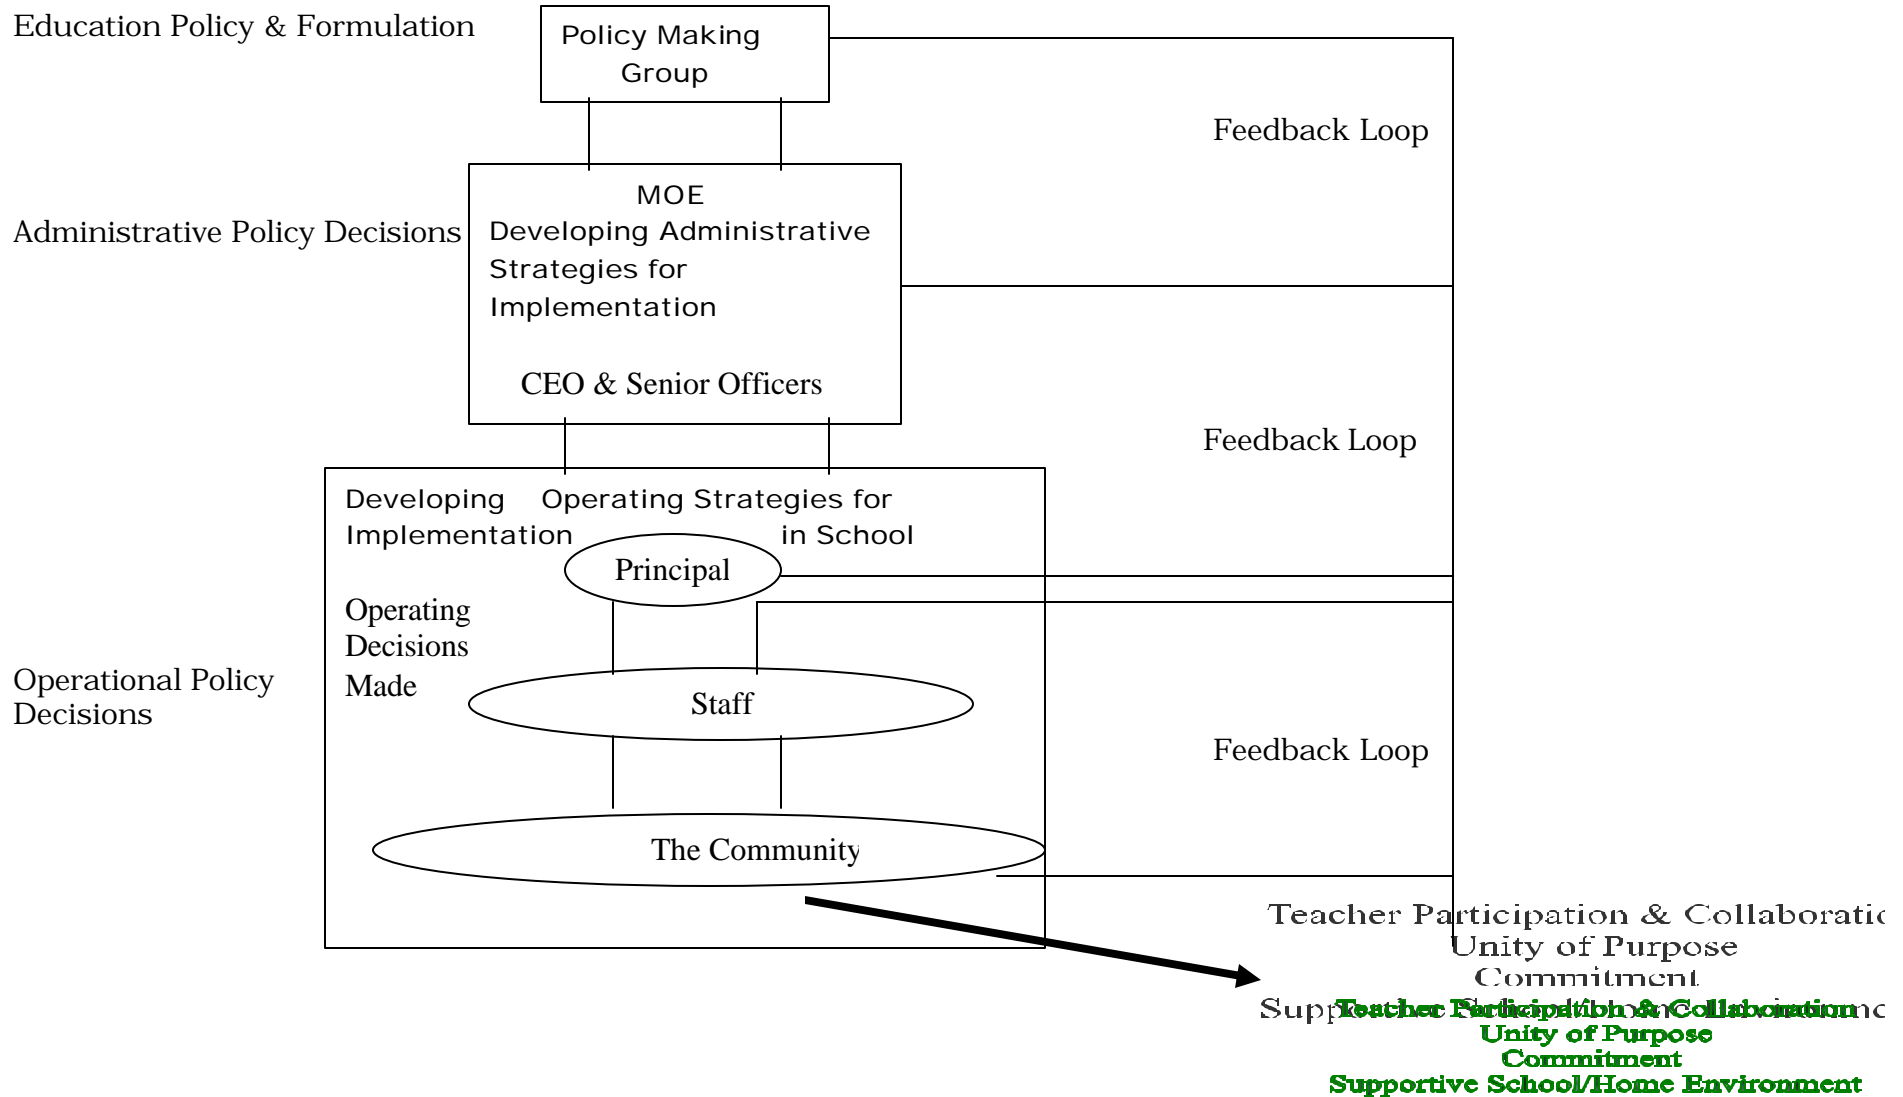 Education Policy & Formulation
Policy Making
Group
Feedback Loop
MOE
Administrative Policy Decisions
Developing Administrative
Strategies for
Implementation
CEO & Senior Officers
Feedback Loop
Developing Operating Strategies for
Implementation in School
Principal
Operating
Decisions
Made
Operational Policy
Decisions
Staff
Feedback Loop
The Community
Teacher Participation & Collaboratio
Unity of Purpose
Commitment
Teacher Participation & Collaboration
Unity of Purpose
Commitment
Supportive School/Home Environment